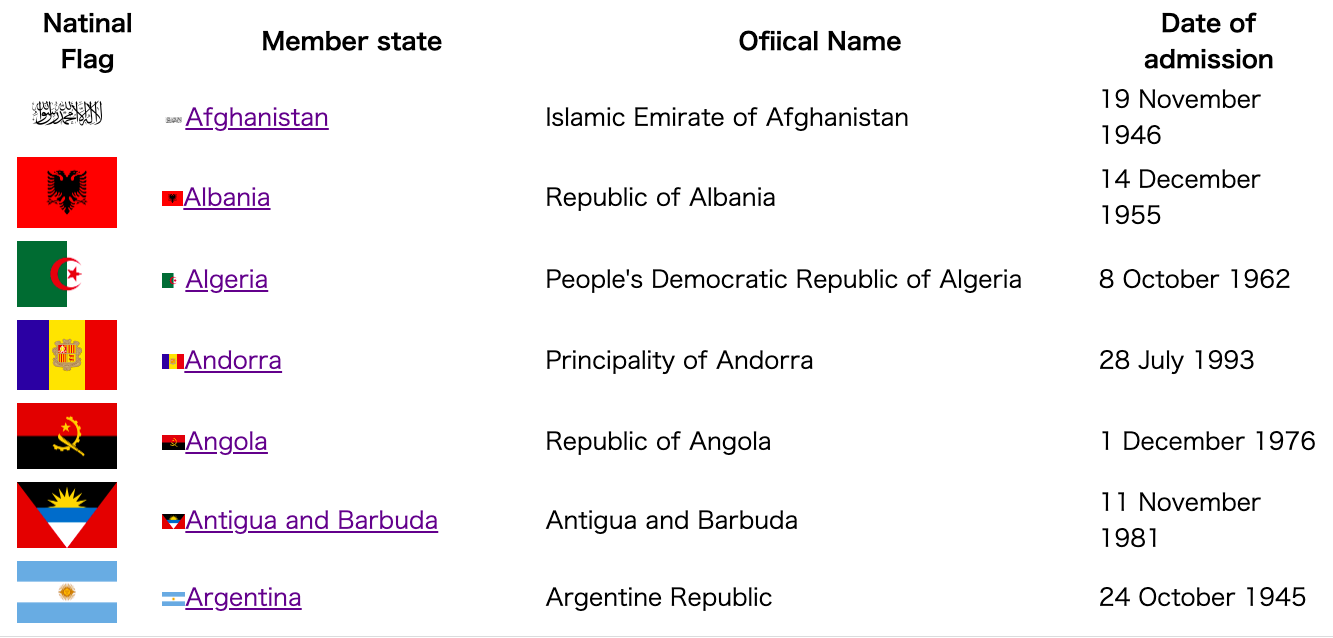 Natinal
Flag
Member state
Ofiical Name
Date of
admission
Afghanistan
Islamic Emirate of Afghanistan
19 November
1946
Albania
Republic of Albania
14 December
1955
Algeria
People's Democratic Republic of Algeria
8 October 1962
Andorra
Principality of Andorra
28 July 1993
Angola
Republic of Angola
1 December 1976
Antigua and Barbuda
Antigua and Barbuda
11 November
1981
Argentina
Argentine Republic
24 October 1945